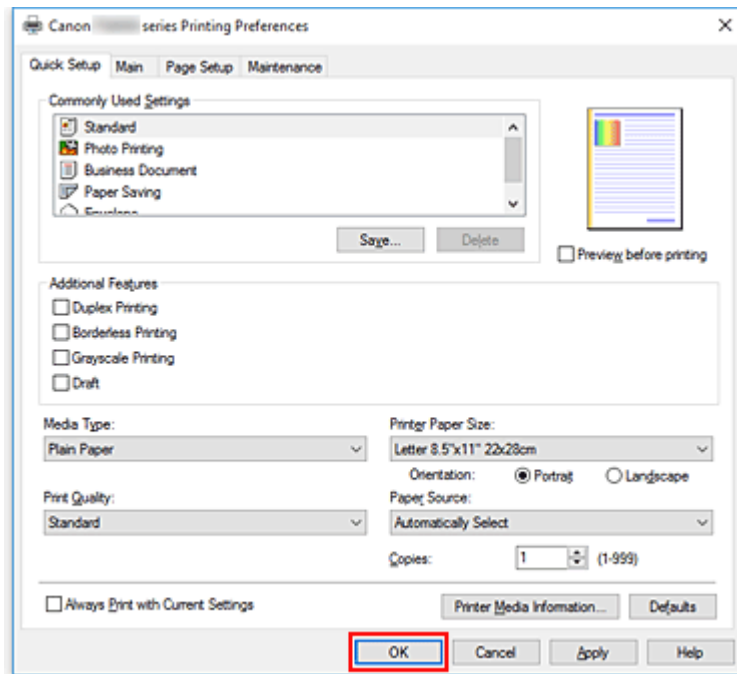 Canon series Printing Preferences
Quick Setup Main Page Setup Maintenance
Commonly Used Settings
Standard
Photo Printing
Business Document
Paper Saving
Envelope
Save... Delete
Preview before printing
Additional Features
Duplex Printing
Borderless Printing
Grayscale Printing
Draft
Media Type: Printer Paper Size:
Plain Paper Letter 8.5"x11" 22x28cm
Orientation: Portrait Landscape
Print Quality: Paper Source:
Standard Automatically Select
Copies: 1 (1-999)
Always Print with Current Settings Printer Media Information... Defaults
OK Cancel Apply Help